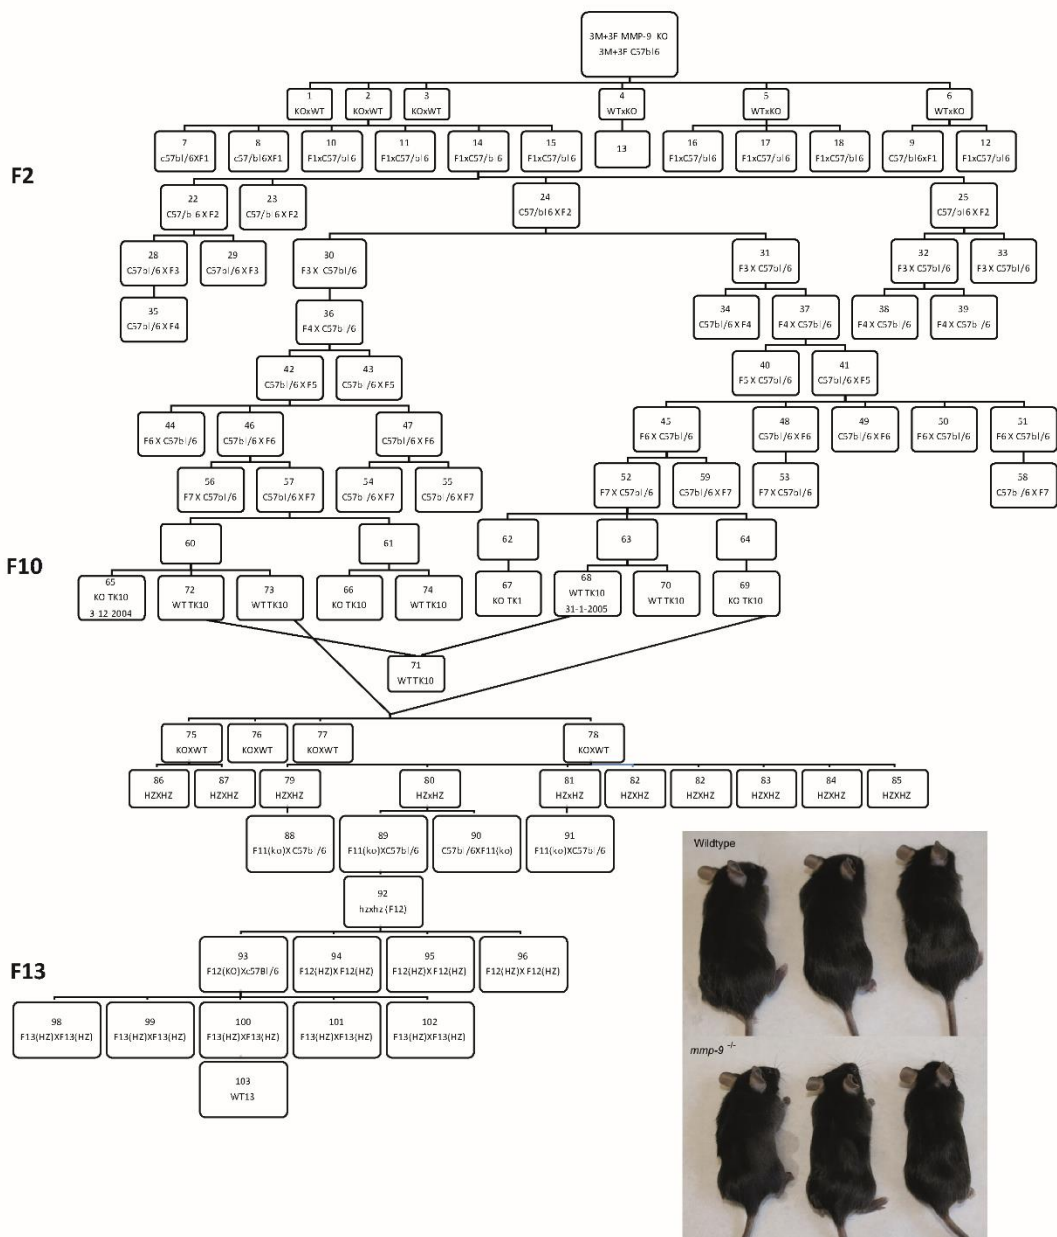 3M+3F MMP-9 KO
3M+3F C57bl6
1
KOxWT
2
KOxWT
3
KOxWT
4
WTxKO
5
WTxKO
6
WTxKO
F2
7
c57bl/6XF1
8
c57/bl6XF1
10
F1xC57/bl6
11
F1xC57/bl6
14
F1xC57/b 6
15
F1xC57/bl6
13
16
F1xC57/bl6
17
F1xC57/bl6
18
F1xC57/bl6
9
C57/bl6xF1
12
F1xC57/bl6
22
C57/b 6 X F2
23
C57/b 6 X F2
24
C57/bl6 X F2
25
C57/bl6 X F2
28
C57bl/6 X F3
29
C57bl/6 X F3
30
F3 X C57bl/6
31
F3 X C57bl/6
32
F3 X C57bl/6
33
F3 X C57bl/6
35
C57bl/6 X F4
36
F4 X C57b /6
34
C57bl/6 X F4
37
F4 X C57b /6
38
F4 X C57bl/6
39
F4 X C57b /6
42
C57bl/6 X F5
43
C57b /6 X F5
40
F5 X C57bl/6
41
C57bl/6 X F5
44
F6 X C57bl/6
46
C57bl/6 X F6
47
C57bl/6 X F6
45
F6 X C57bl/6
48
C57bl/6 X F6
49
C57bl/6 X F6
50
F6 X C57bl/6
51
F6 X C57bl/6
56
F7 X C57bl/6
57
C57bl/6 X F7
54
C57b /6 X F7
55
C57bl/6 X F7
52
F7 X C57bl/6
59
C57bl/6 X F7
53
F7 X C57bl/6
58
C57b /6 X F7
F10
60
61
62
63
64
65
KO TK10
3 12 2004
72
WT TK10
73
WT TK10
66
KO TK10
74
WT TK10
67
KO TK1
68
WT TK10
31-1-2005
70
WT TK10
69
KO TK10
71
WT TK10
75
KOXWT
76
KOXWT
77
KOXWT
78
KOXWT
86
HZXHZ
87
HZXHZ
79
HZXHZ
80
HZxHZ
81
HZxHZ
82
HZXHZ
82
HZXHZ
83
HZXHZ
84
HZXHZ
85
HZXHZ
88
F11(ko)XC57bl/6
89
F11(ko)XC57bl/6
90
C57bl/6XF11(ko)
91
F11(ko)XC57bl/6
92
hzxhz (F12)
F13
93
F12(KO)Xc57Bl/6
94
F12(HZ)X F12(HZ)
95
F12(HZ)X F12(HZ)
96
F12(HZ)X F12(HZ)
98
F13(HZ)XF13(HZ)
99
F13(HZ)XF13(HZ)
100
F13(HZ)XF13(HZ)
101
F13(HZ)XF13(HZ)
102
F13(HZ)XF13(HZ)
103
WT13
Wildtype
mmp-9 -/-